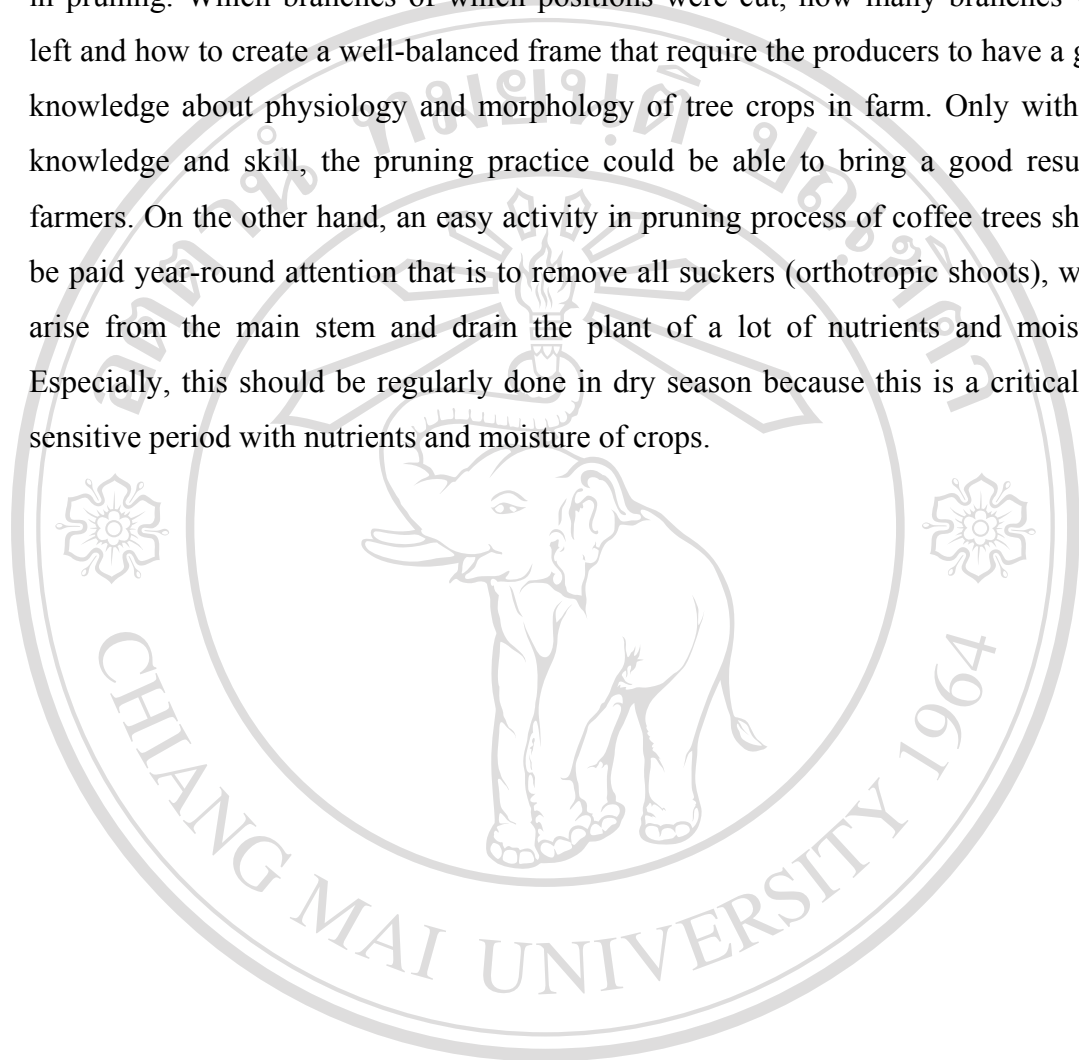 in pruning. Which branches of which positions were cut, how many branches
left and how to create a well-balanced frame that require the producers to have a
knowledge about physiology and morphology of tree crops in farm. Only with
knowledge and skill, the pruning practice could be able to bring a good
farmers. On the other hand, an easy activity in pruning process of coffee trees
be paid year-round attention that is to remove all suckers (orthotropic shoots),
arise from the main stem and drain the plant of a lot of nutrients and
Especially, this should be regularly done in dry season because this is a critical
sensitive period with nutrients and moisture of crops.
CHIANG MAI UNIVERSITY 1964